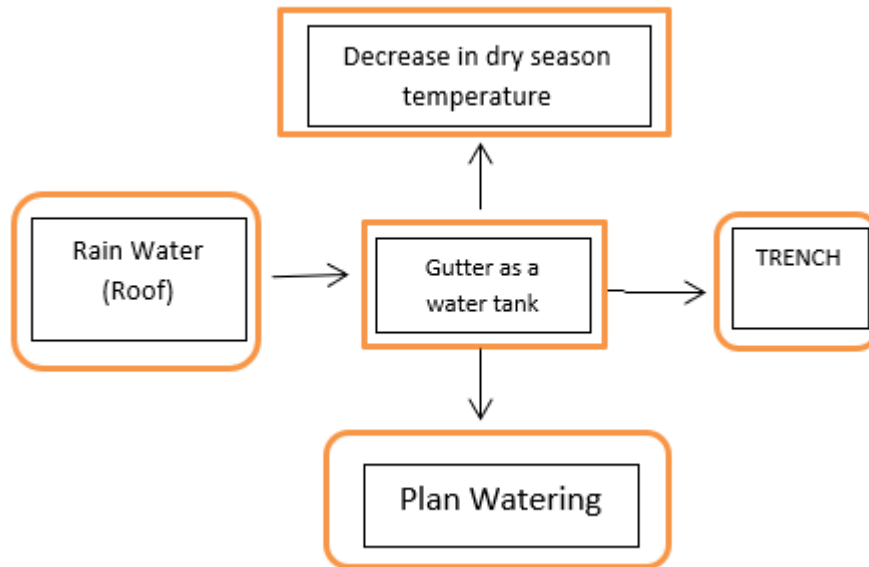 Decrease in dry season
temperature
Rain Water
(Roof)
Gutter as a
water tank
TRENCH
Plan Watering